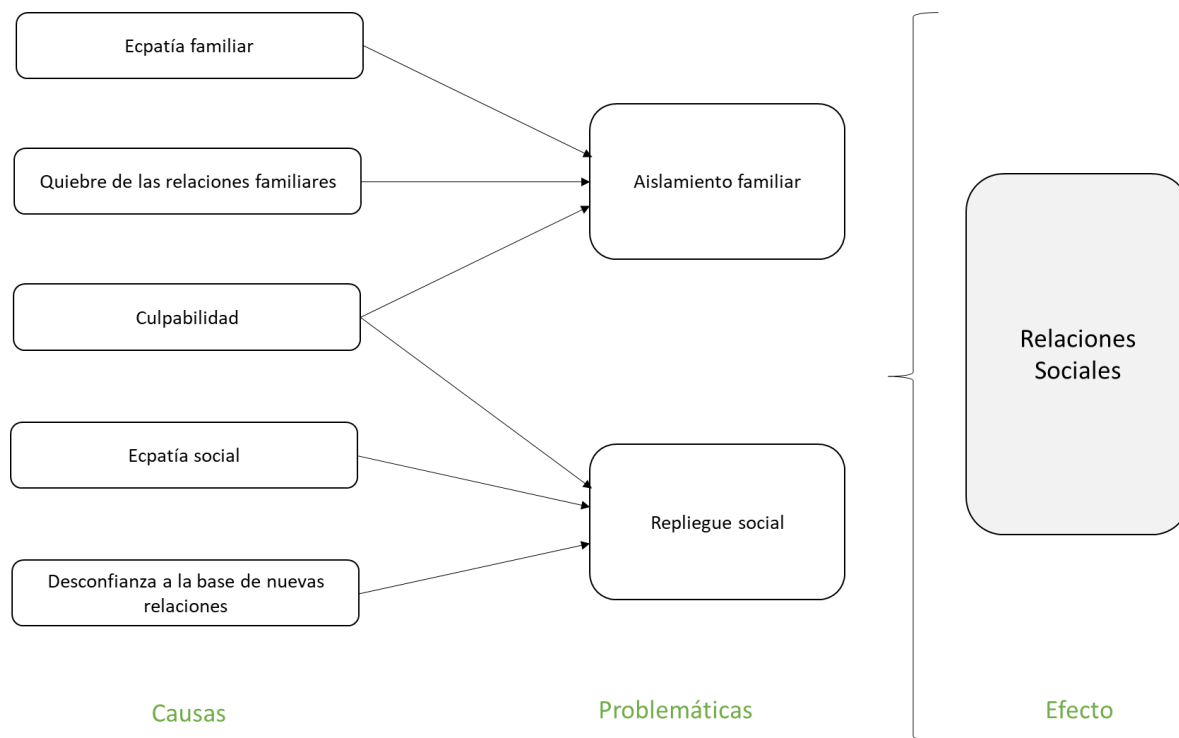 Ecpatía familiar
Quiebre de las relaciones familiares
Culpabilidad
Ecpatía social
Desconfianza a la base de nuevas
relaciones
Aislamiento familiar
Repliegue social
Relaciones
Sociales
Causas
Problemáticas
Efecto